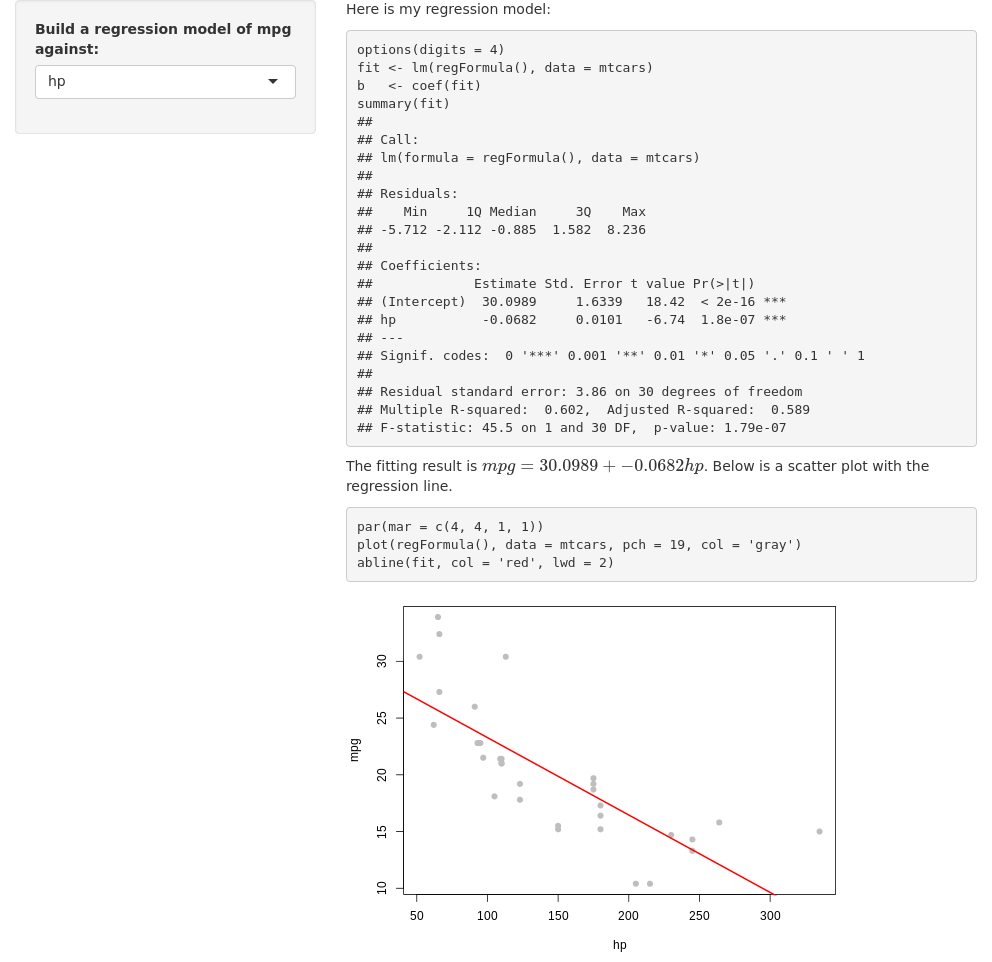 Build a regression model of mpg
against:
hp
Here is my regression model:
options(digits = 4)
fit <- lm(regFormula(), data = mtcars)
b   <- coef(fit)
summary(fit)
##
## Call:
## lm(formula = regFormula(), data = mtcars)
##
## Residuals:
##    Min     1Q Median     3Q    Max
## -5.712 -2.112 -0.885  1.582  8.236
##
## Coefficients:
##             Estimate Std. Error t value Pr(>|t|)
## (Intercept)  30.0989     1.6339   18.42  < 2e-16 ***
## hp           -0.0682     0.0101   -6.74  1.8e-07 ***
## ---
## Signif. codes:  0 '***' 0.001 '**' 0.01 '*' 0.05 '.' 0.1 ' ' 1
##
## Residual standard error: 3.86 on 30 degrees of freedom
## Multiple R-squared:  0.602,  Adjusted R-squared:  0.589
## F-statistic: 45.5 on 1 and 30 DF,  p-value: 1.79e-07
The fitting result is mpg = 30.0989 + −0.0682hp. Below is a scatter plot with the
regression line.
par(mar = c(4, 4, 1, 1))
plot(regFormula(), data = mtcars, pch = 19, col = 'gray')
abline(fit, col = 'red', lwd = 2)
30
25
20
15
10
mpg
50 100 150 200 250 300
hp